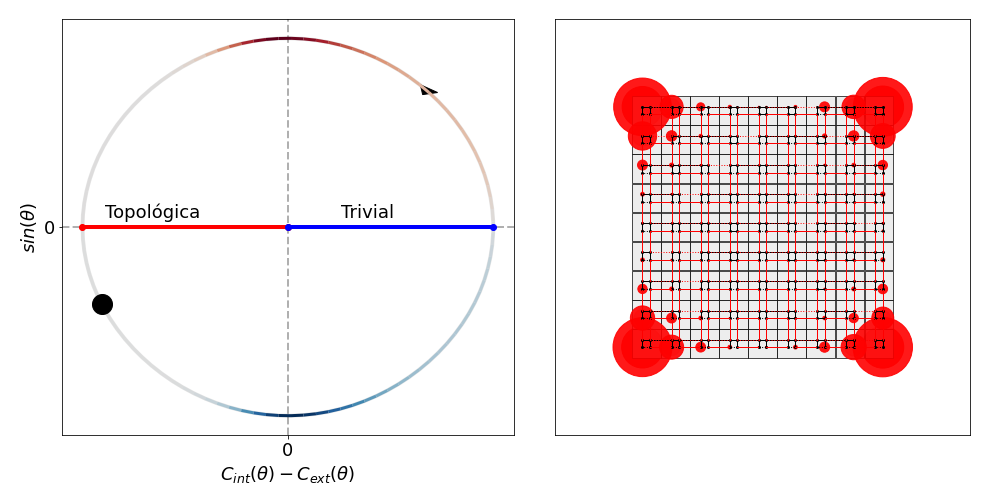 Topológica
Trivial
sin(θ)
0
0
C_int(θ) − C_ext(θ)